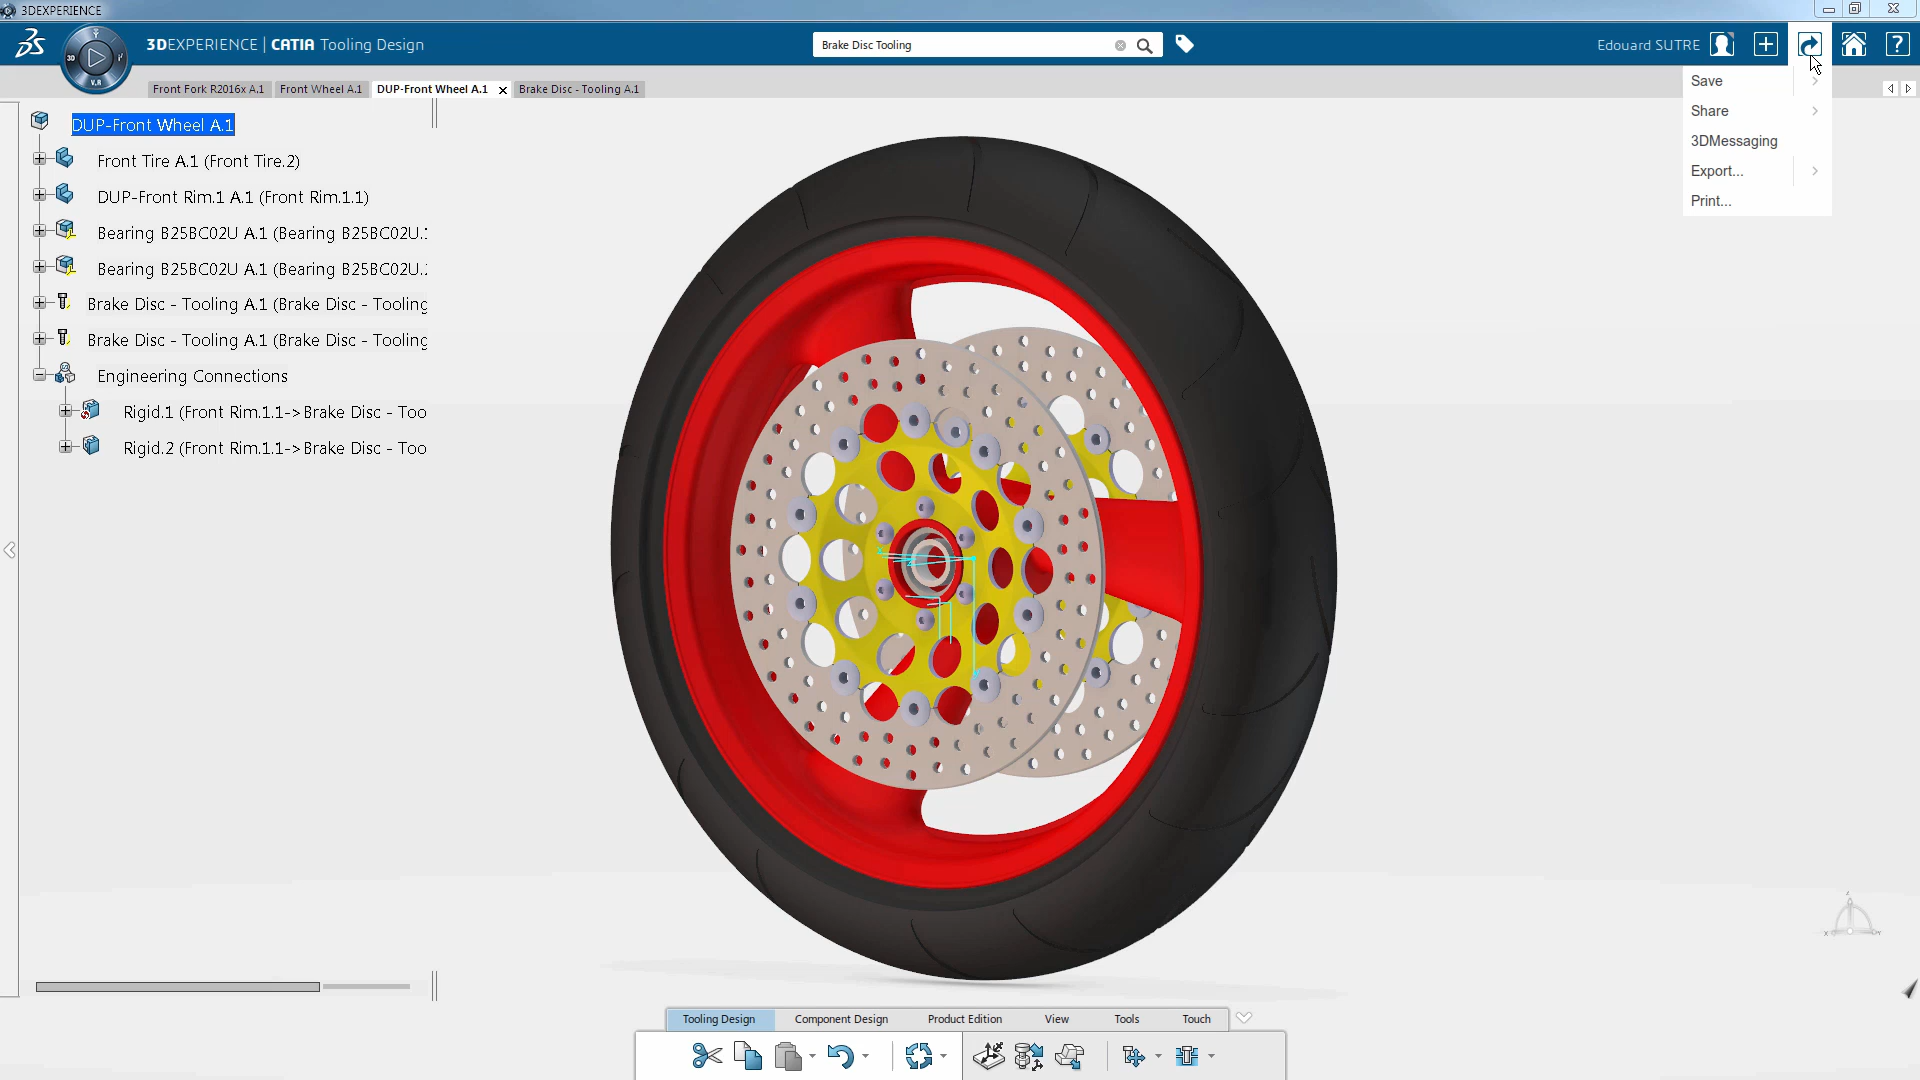 3DEXPERIENCE
3DEXPERIENCE | CATIA Tooling Design
Brake Disc Tooling
Edouard SUTRE
3D
V.R
Front Fork R2016x A.1
Front Wheel A.1
DUP-Front Wheel A.1
Brake Disc - Tooling A.1
Save
Share
3DMessaging
Export...
Print...
DUP-Front Wheel A.1
Front Tire A.1 (Front Tire.2)
DUP-Front Rim.1 A.1 (Front Rim.1.1)
Bearing B25BC02U A.1 (Bearing B25BC02U.
Bearing B25BC02U A.1 (Bearing B25BC02U.
Brake Disc - Tooling A.1 (Brake Disc - Tooling
Brake Disc - Tooling A.1 (Brake Disc - Tooling
Engineering Connections
Rigid.1 (Front Rim.1.1->Brake Disc - Too
Rigid.2 (Front Rim.1.1->Brake Disc - Too
Tooling Design
Component Design
Product Edition
View
Tools
Touch